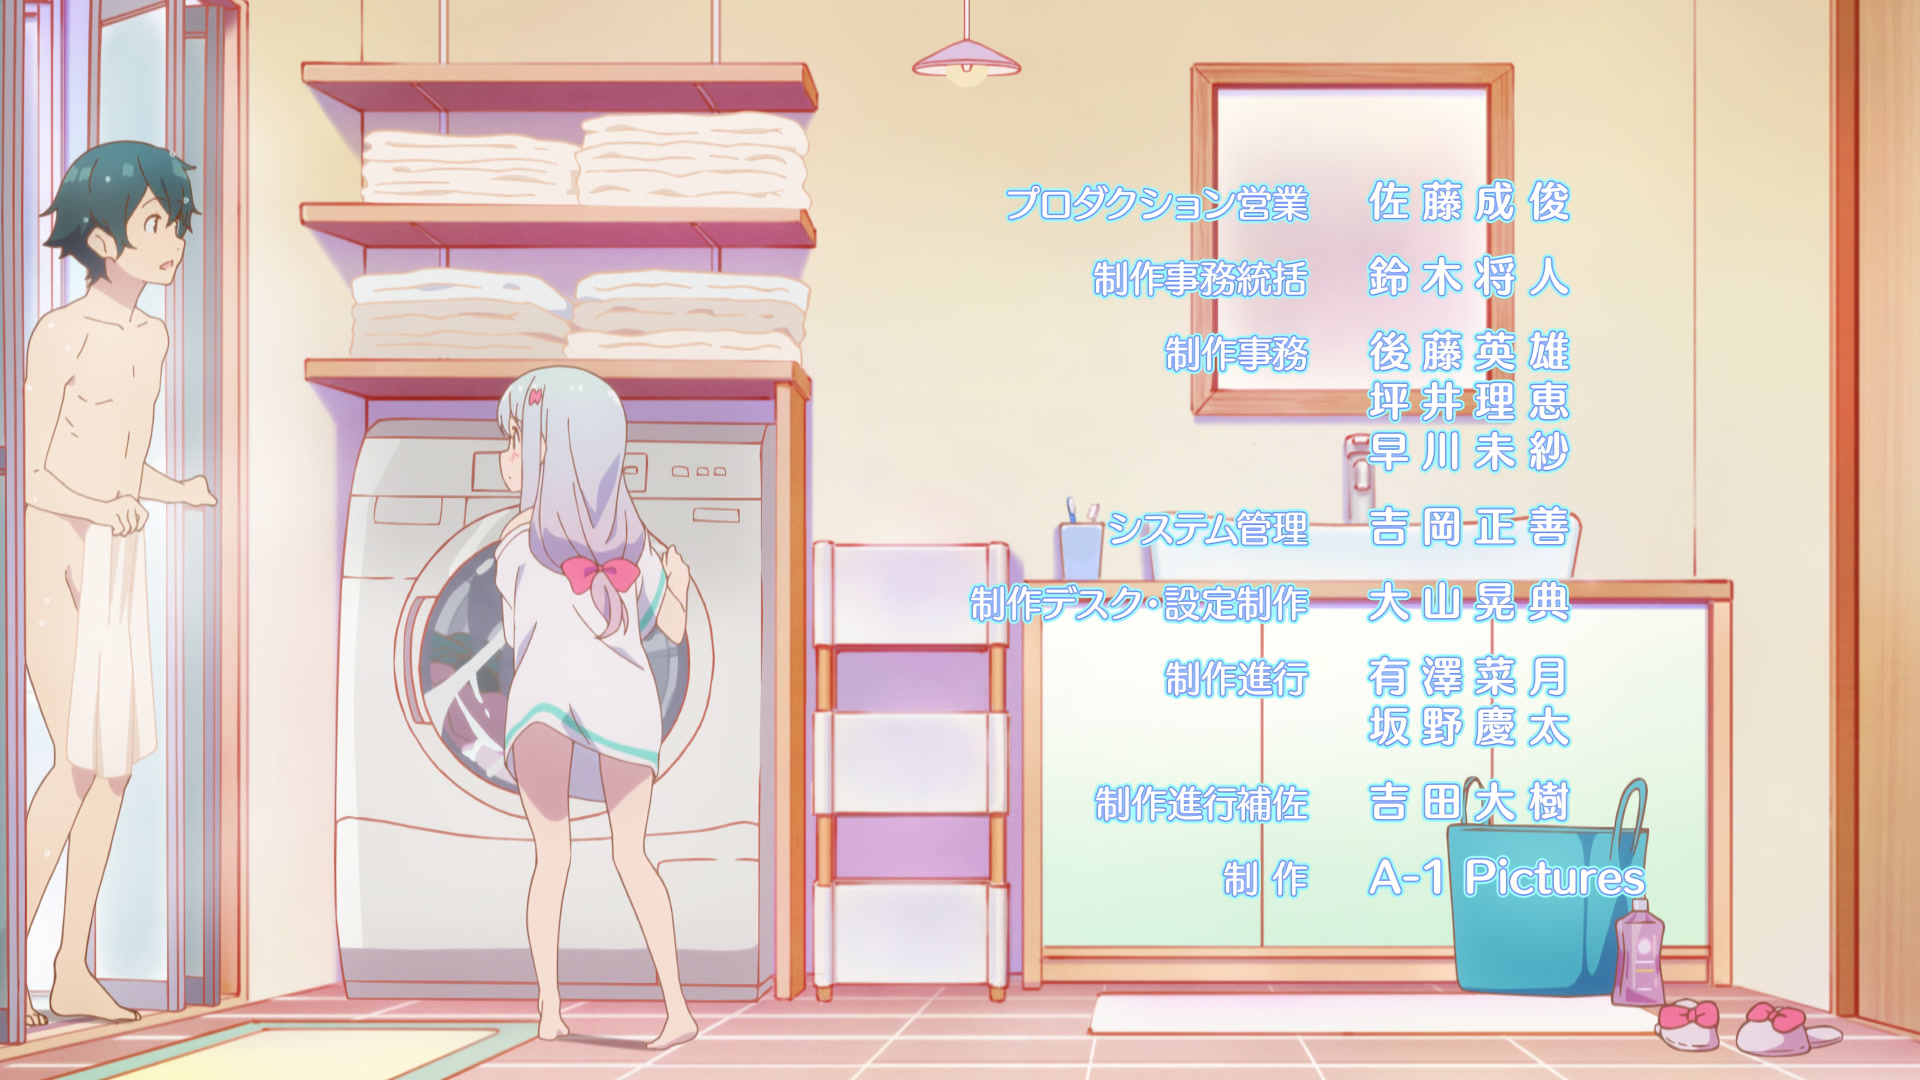 プロダクション営業 佐藤成俊
制作事務統括 鈴木将人
制作事務 後藤英雄
坪井理恵
早川未紗
システム管理 吉岡正善
制作デスク・設定制作 大山晃典
制作進行 有澤菜月
坂野慶太
制作進行補佐 吉田大樹
制作 A-1 Pictures